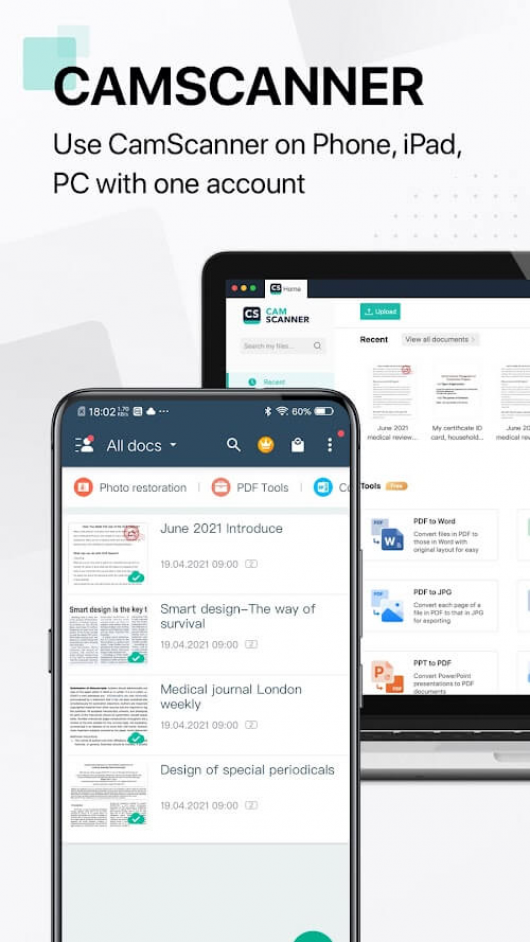 CAMSCANNER
Use CamScanner on Phone, iPad,
PC with one account
CS Home
CS CAM
SCANNER
Upload
Search my files...
Recent
View all documents
Recent
June 2021
medical review...
My certificate ID
card, household...
June 20
medical
Tools Free
PDF to Word
Convert files in PDF to
those in Word with
original layout for easy
PDF to JPG
Convert each page of a
file in PDF to that in JPG
for exporting
PPT to PDF
Convert PowerPoint
presentations to PDF
documents
18:02 60%
All docs
Photo restoration
PDF Tools
June 2021 Introduce
19.04.2021 09:00
Smart design is the key t
Smart design–The way of
survival
19.04.2021 09:00
Medical journal London
weekly
19.04.2021 09:00
Design of special periodicals
19.04.2021 09:00